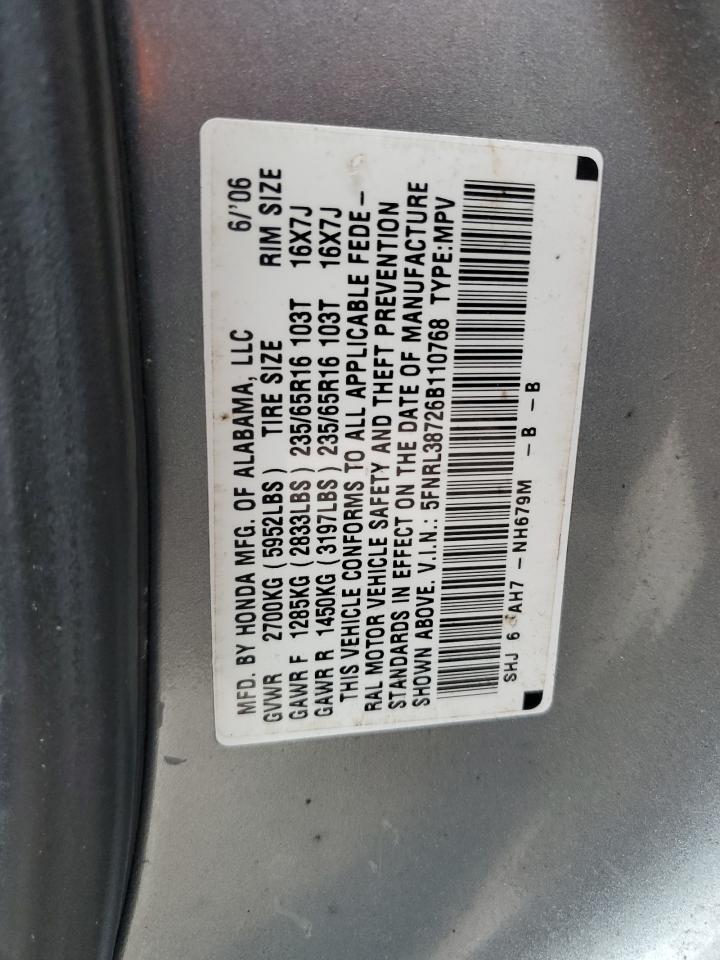 MFD. BY HONDA MFG. OF ALABAMA, LLC 6/'06
GVWR 2700KG (5952LBS) TIRE SIZE RIM SIZE
GAWR F 1285KG (2833LBS) 235/65R16 103T 16X7J
GAWR R 1450KG (3197LBS) 235/65R16 103T 16X7J
THIS VEHICLE CONFORMS TO ALL APPLICABLE FEDE-
RAL MOTOR VEHICLE SAFETY AND THEFT PREVENTION
STANDARDS IN EFFECT ON THE DATE OF MANUFACTURE
SHOWN ABOVE. V.I.N.: 5FNRL38726B110768 TYPE:MPV
SHJ 6 AH7 - NH679M - B - B